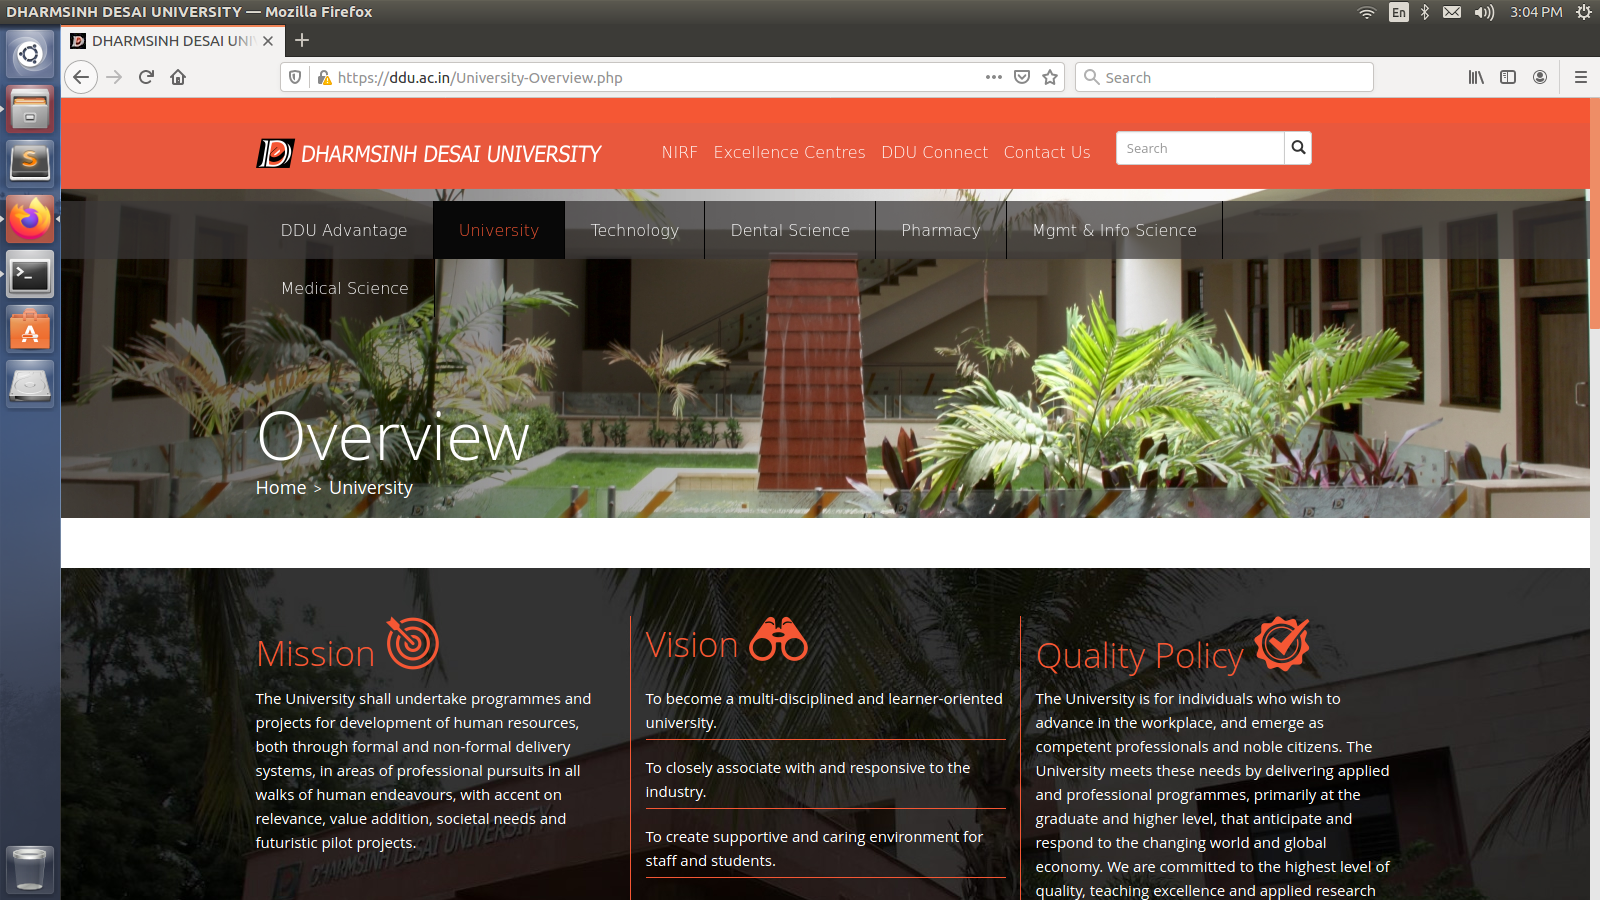 DHARMSINH DESAI UNIVERSITY — Mozilla Firefox
En
3:04 PM
DHARMSINH DESAI UNI
https://ddu.ac.in/University-Overview.php
Search
DHARMSINH DESAI UNIVERSITY
NIRF Excellence Centres DDU Connect Contact Us
Search
DDU Advantage University Technology Dental Science Pharmacy Mgmt & Info Science
Medical Science
Overview
Home > University
Mission
The University shall undertake programmes and
projects for development of human resources,
both through formal and non-formal delivery
systems, in areas of professional pursuits in all
walks of human endeavours, with accent on
relevance, value addition, societal needs and
futuristic pilot projects.
Vision
To become a multi-disciplined and learner-oriented
university.
To closely associate with and responsive to the
industry.
To create supportive and caring environment for
staff and students.
Quality Policy
The University is for individuals who wish to
advance in the workplace, and emerge as
competent professionals and noble citizens. The
University meets these needs by delivering applied
and professional programmes, primarily at the
graduate and higher level, that anticipate and
respond to the changing world and global
economy. We are committed to the highest level of
quality, teaching excellence and applied research
DHARMSINH DESAI UNIVERSITY